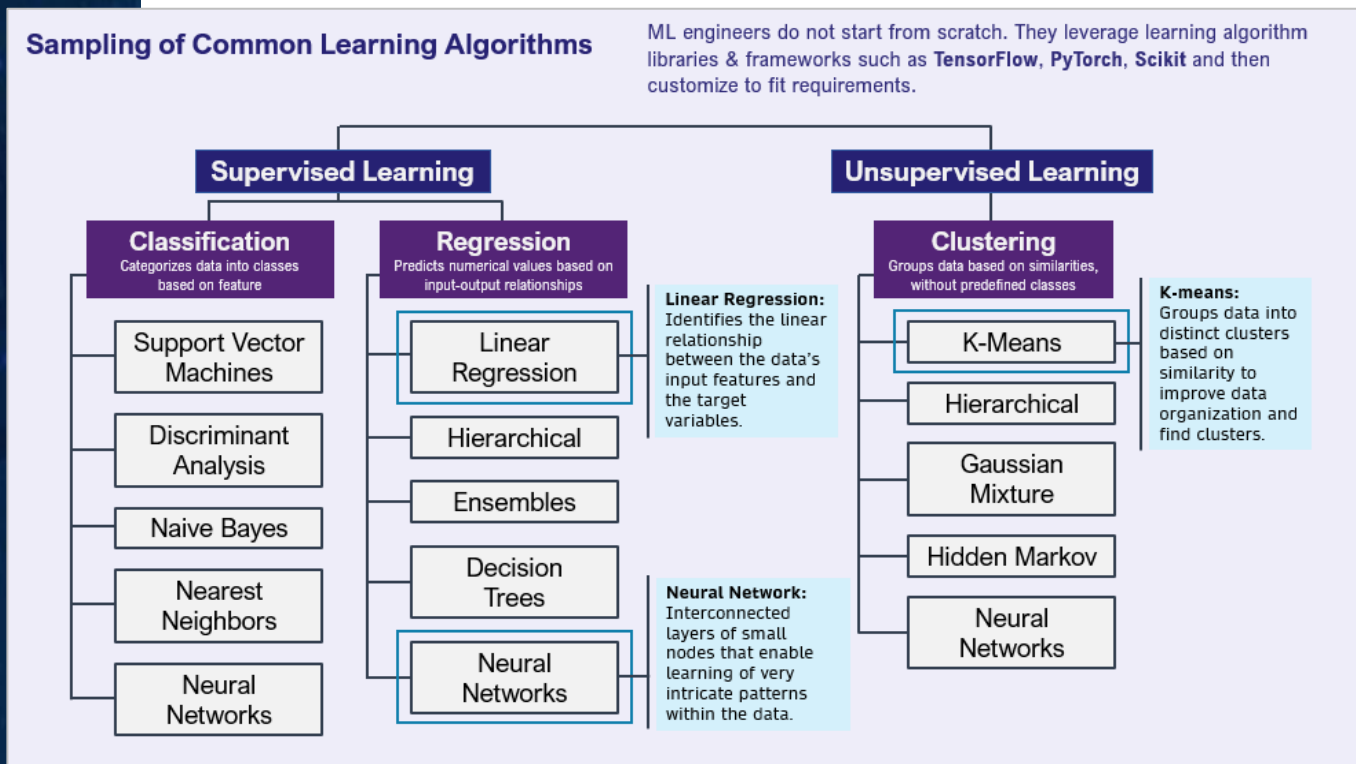 Sampling of Common Learning Algorithms
ML engineers do not start from scratch. They leverage learning algorithm
libraries & frameworks such as TensorFlow, PyTorch, Scikit and then
customize to fit requirements.
Supervised Learning
Classification
Categorizes data into classes
based on feature
Support Vector
Machines
Discriminant
Analysis
Naive Bayes
Nearest
Neighbors
Neural
Networks
Regression
Predicts numerical values based on
input-output relationships
Linear
Regression
Linear Regression:
Identifies the linear
relationship
between the data's
input features and
the target
variables.
Hierarchical
Ensembles
Decision
Trees
Neural
Networks
Neural Network:
Interconnected
layers of small
nodes that enable
learning of very
intricate patterns
within the data.
Unsupervised Learning
Clustering
Groups data based on similarities,
without predefined classes
K-Means
K-means:
Groups data into
distinct clusters
based on
similarity to
improve data
organization and
find clusters.
Hierarchical
Gaussian
Mixture
Hidden Markov
Neural
Networks